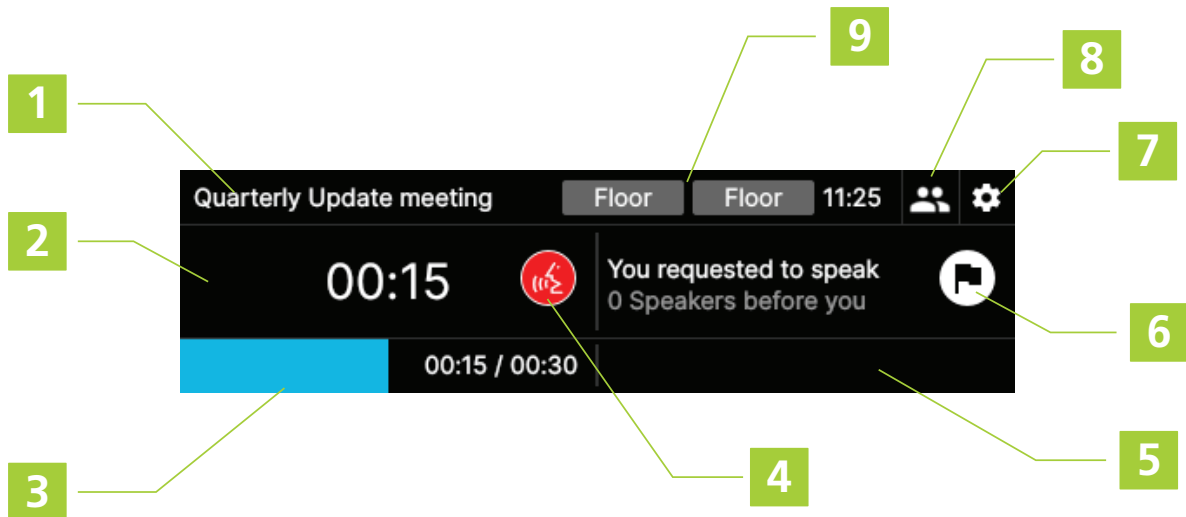 9
8
1
7
Quarterly Update meeting Floor Floor 11:25
2
00:15 You requested to speak
0 Speakers before you
6
00:15 / 00:30
5
4
3